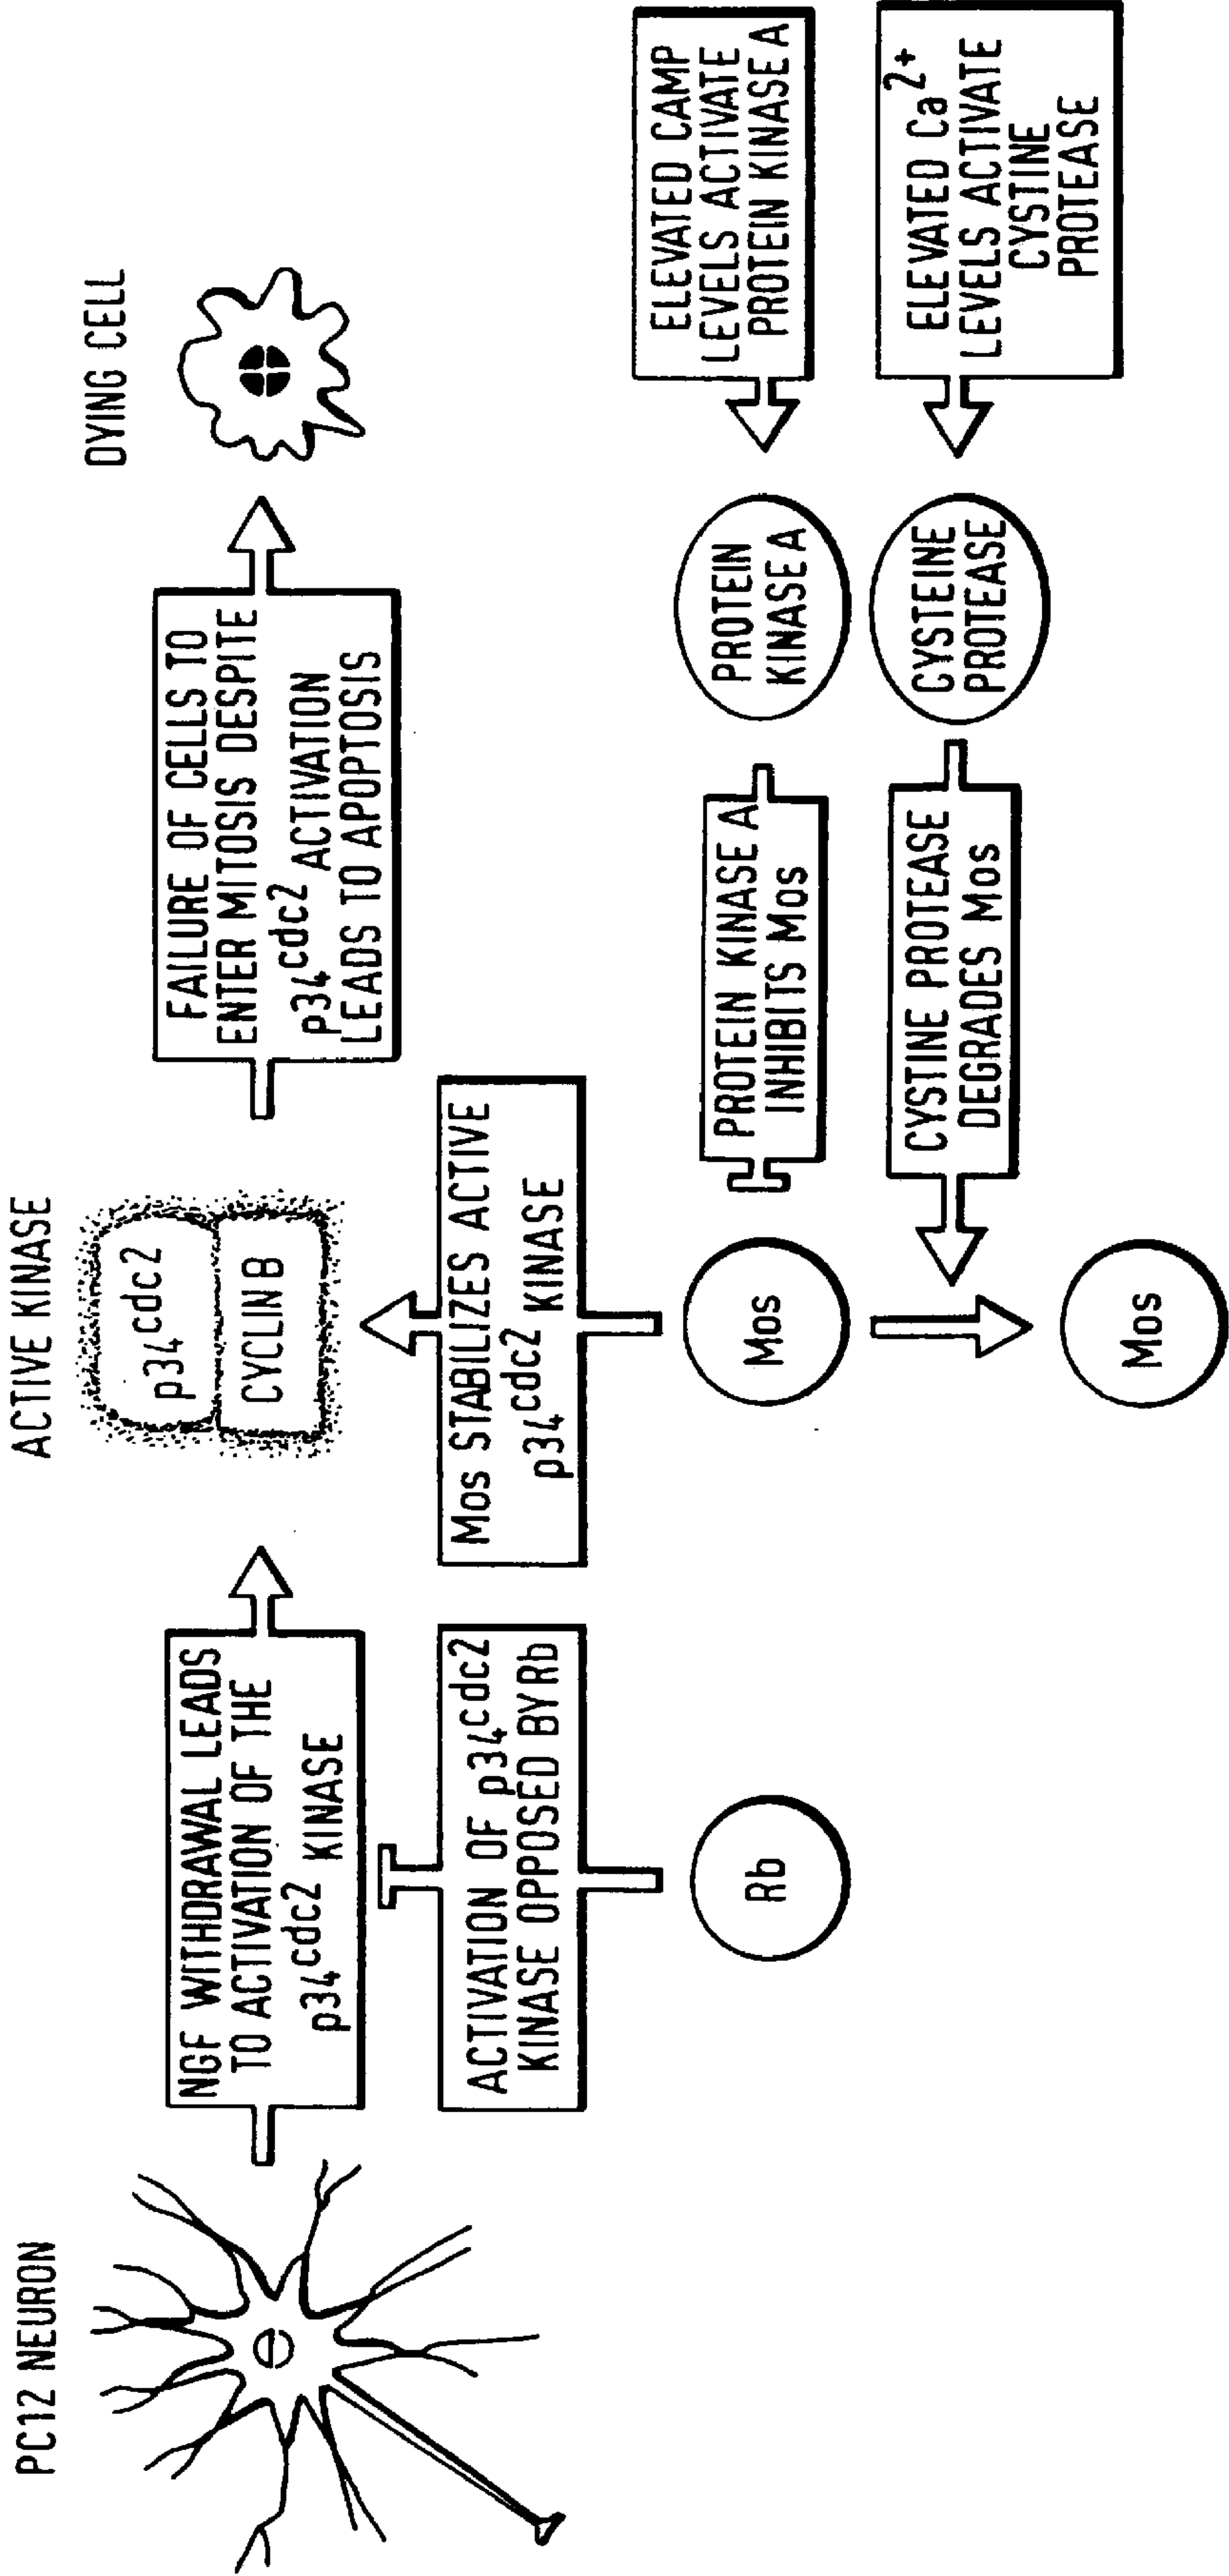 PC12 NEURON
NGF WITHDRAWAL LEADS
TO ACTIVATION OF THE
p34cdc2 KINASE
ACTIVE KINASE
p34cdc2
CYCLIN B
FAILURE OF CELLS TO
ENTER MITOSIS DESPITE
p34cdc2 ACTIVATION
LEADS TO APOPTOSIS
DYING CELL
ACTIVATION OF p34cdc2
KINASE OPPOSED BY Rb
Rb
Mos STABILIZES ACTIVE
p34cdc2 KINASE
Mos
PROTEIN KINASE A
INHIBITS Mos
PROTEIN
KINASE A
ELEVATED CAMP
LEVELS ACTIVATE
PROTEIN KINASE A
CYSTINE PROTEASE
DEGRADES Mos
CYSTEINE
PROTEASE
ELEVATED Ca2+
LEVELS ACTIVATE
CYSTINE
PROTEASE
Mos